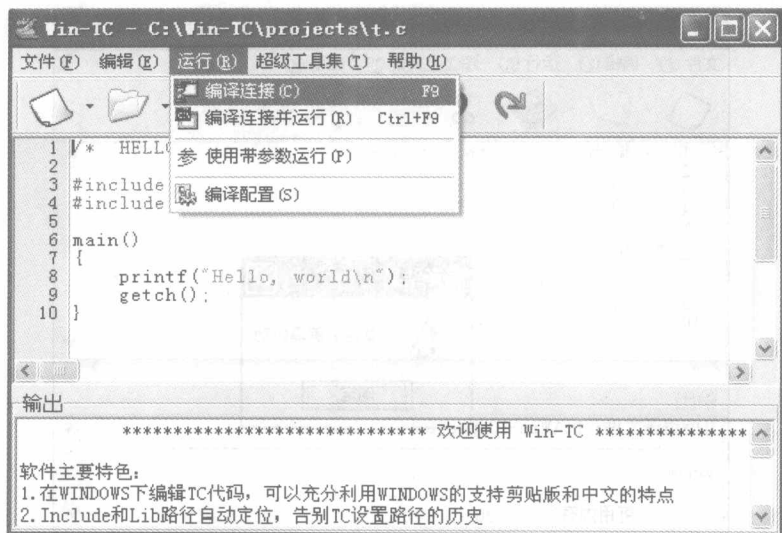 Win-TC - C:\Win-TC\projects\t.c
文件(F) 编辑(E) 运行(R) 超级工具集(T) 帮助(H)
编译连接(C) F9
编译连接并运行(R) Ctrl+F9
参 使用带参数运行(P)
编译配置(S)
1 /* HELLO
2
3 #include
4 #include
5
6 main()
7 {
8 printf("Hello, world\n");
9 getch();
10 }
输出
****************************** 欢迎使用 Win-TC ***************
软件主要特色:
1.在WINDOWS下编辑TC代码,可以充分利用WINDOWS的支持剪贴版和中文的特点
2.Include和Lib路径自动定位,告别TC设置路径的历史